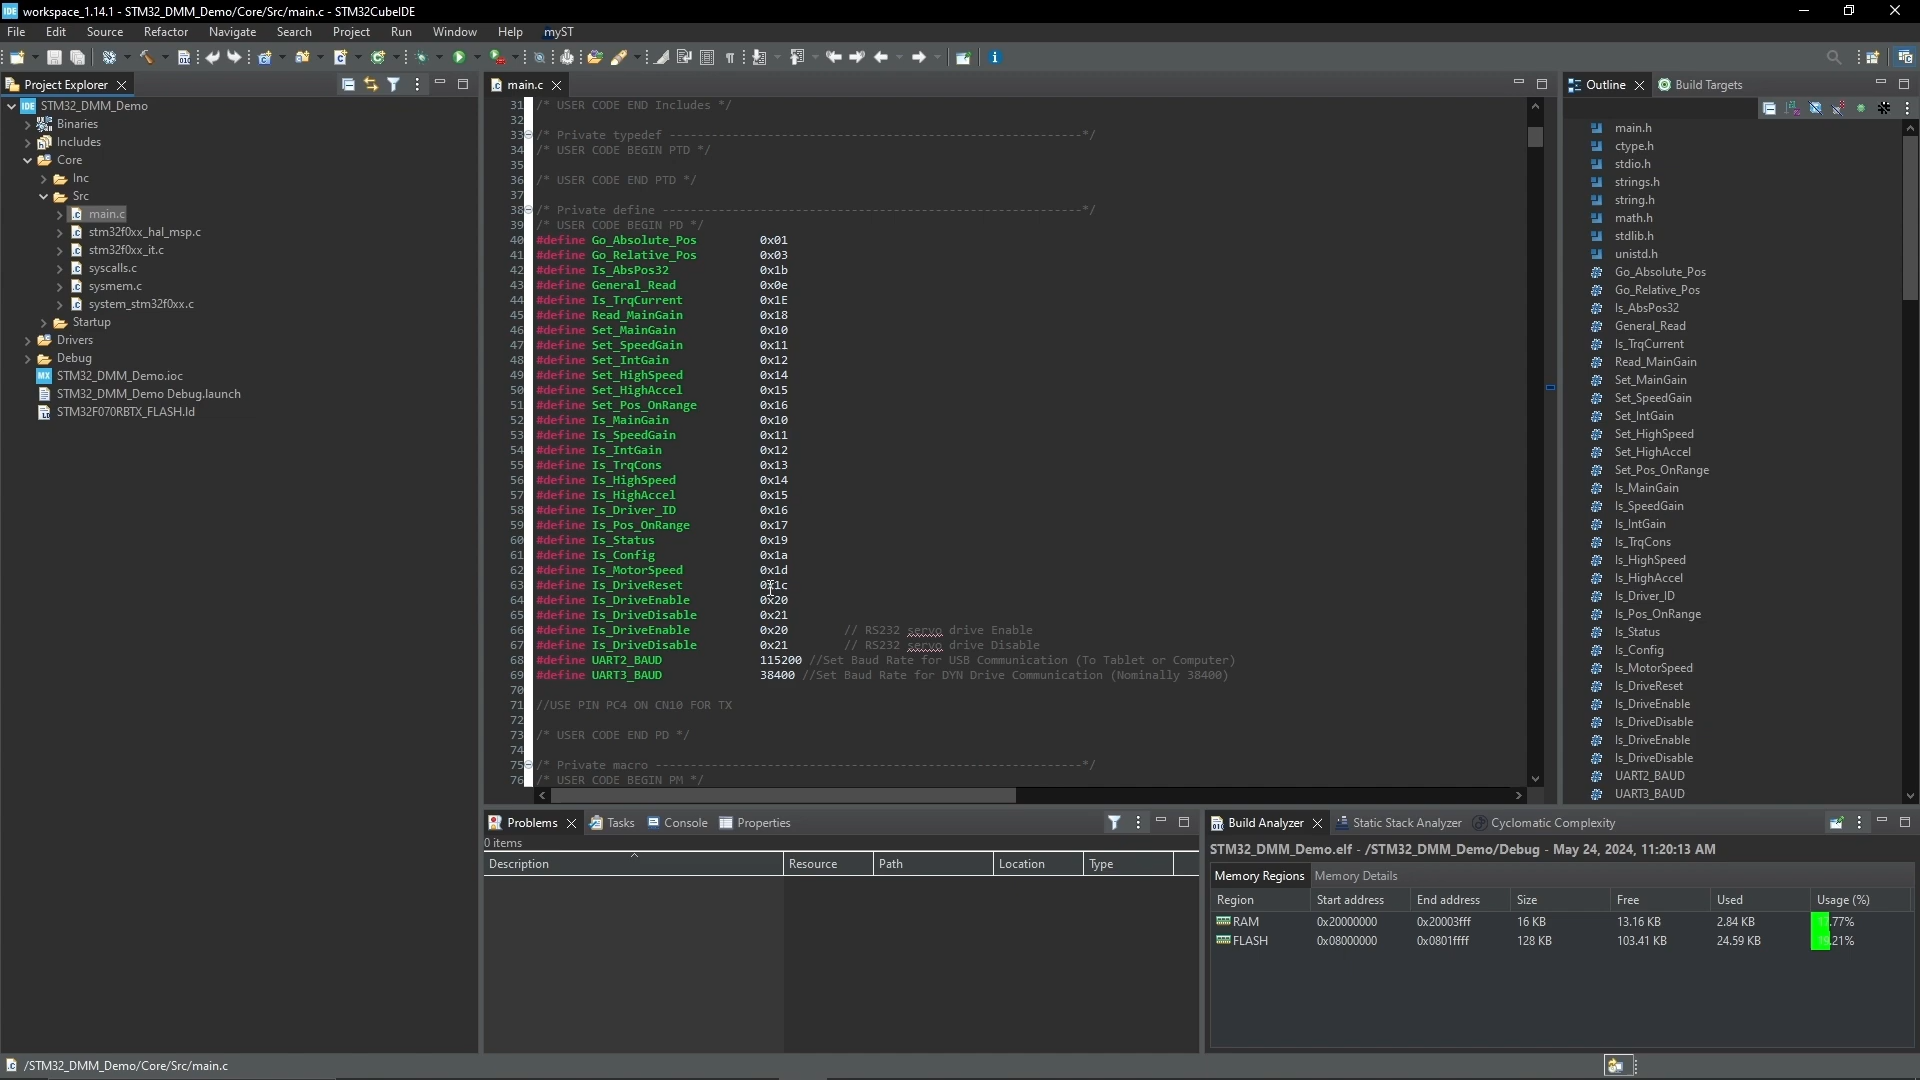 workspace_1.14.1 - STM32_DMM_Demo/Core/Src/main.c - STM32CubeIDE
File Edit Source Refactor Navigate Search Project Run Window Help myST
Project Explorer
STM32_DMM_Demo
Binaries
Includes
Core
Inc
Src
main.c
stm32f0xx_hal_msp.c
stm32f0xx_it.c
syscalls.c
sysmem.c
system_stm32f0xx.c
Startup
Drivers
Debug
STM32_DMM_Demo.ioc
STM32_DMM_Demo Debug.launch
STM32F070RBTX_FLASH.ld
main.c
31 /* USER CODE END Includes */
32
33 /* Private typedef -----------------------------------------------------------*/
34 /* USER CODE BEGIN PTD */
35
36 /* USER CODE END PTD */
37
38 /* Private define ------------------------------------------------------------*/
39 /* USER CODE BEGIN PD */
40 #define Go_Absolute_Pos 0x01
41 #define Go_Relative_Pos 0x03
42 #define Is_AbsPos32 0x1b
43 #define General_Read 0x0e
44 #define Is_TrqCurrent 0x1E
45 #define Read_MainGain 0x18
46 #define Set_MainGain 0x10
47 #define Set_SpeedGain 0x11
48 #define Set_IntGain 0x12
49 #define Set_HighSpeed 0x14
50 #define Set_HighAccel 0x15
51 #define Set_Pos_OnRange 0x16
52 #define Is_MainGain 0x10
53 #define Is_SpeedGain 0x11
54 #define Is_IntGain 0x12
55 #define Is_TrqCons 0x13
56 #define Is_HighSpeed 0x14
57 #define Is_HighAccel 0x15
58 #define Is_Driver_ID 0x16
59 #define Is_Pos_OnRange 0x17
60 #define Is_Status 0x19
61 #define Is_Config 0x1a
62 #define Is_MotorSpeed 0x1d
63 #define Is_DriveReset 0x1c
64 #define Is_DriveEnable 0x20
65 #define Is_DriveDisable 0x21
66 #define Is_DriveEnable 0x20 // RS232 servo drive Enable
67 #define Is_DriveDisable 0x21 // RS232 servo drive Disable
68 #define UART2_BAUD 115200 //Set Baud Rate for USB Communication (To Tablet or Computer)
69 #define UART3_BAUD 38400 //Set Baud Rate for DYN Drive Communication (Nominally 38400)
70
71 //USE PIN PC4 ON CN10 FOR TX
72
73 /* USER CODE END PD */
74
75 /* Private macro -------------------------------------------------------------*/
76 /* USER CODE BEGIN PM */
Outline Build Targets
main.h
ctype.h
stdio.h
strings.h
string.h
math.h
stdlib.h
unistd.h
Go_Absolute_Pos
Go_Relative_Pos
Is_AbsPos32
General_Read
Is_TrqCurrent
Read_MainGain
Set_MainGain
Set_SpeedGain
Set_IntGain
Set_HighSpeed
Set_HighAccel
Set_Pos_OnRange
Is_MainGain
Is_SpeedGain
Is_IntGain
Is_TrqCons
Is_HighSpeed
Is_HighAccel
Is_Driver_ID
Is_Pos_OnRange
Is_Status
Is_Config
Is_MotorSpeed
Is_DriveReset
Is_DriveEnable
Is_DriveDisable
Is_DriveEnable
Is_DriveDisable
UART2_BAUD
UART3_BAUD
Problems Tasks Console Properties
0 items
Description Resource Path Location Type
Build Analyzer Static Stack Analyzer Cyclomatic Complexity
STM32_DMM_Demo.elf - /STM32_DMM_Demo/Debug - May 24, 2024, 11:20:13 AM
Memory Regions Memory Details
Region Start address End address Size Free Used Usage (%)
RAM 0x20000000 0x20003fff 16 KB 13.16 KB 2.84 KB 17.77%
FLASH 0x08000000 0x0801ffff 128 KB 103.41 KB 24.59 KB 19.21%
/STM32_DMM_Demo/Core/Src/main.c